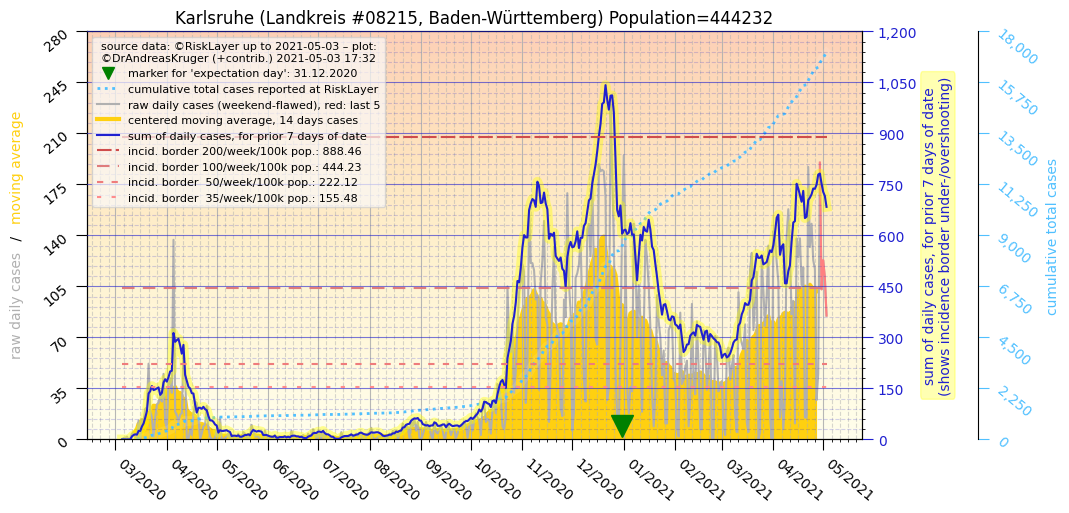 Karlsruhe (Landkreis #08215, Baden-Württemberg) Population=444232
source data: ©RiskLayer up to 2021-05-03 – plot:
©DrAndreasKruger (+contrib.) 2021-05-03 17:32
marker for 'expectation day': 31.12.2020
cumulative total cases reported at RiskLayer
raw daily cases (weekend-flawed), red: last 5
centered moving average, 14 days cases
sum of daily cases, for prior 7 days of date
incid. border 200/week/100k pop.: 888.46
incid. border 100/week/100k pop.: 444.23
incid. border  50/week/100k pop.: 222.12
incid. border  35/week/100k pop.: 155.48
raw daily cases  /  moving average
280
245
210
175
140
105
70
35
0
03/2020
04/2020
05/2020
06/2020
07/2020
08/2020
09/2020
10/2020
11/2020
12/2020
01/2021
02/2021
03/2021
04/2021
05/2021
1,200
1,050
900
750
600
450
300
150
0
sum of daily cases, for prior 7 days of date
(shows incidence border under-/overshooting)
18,000
15,750
13,500
11,250
9,000
6,750
4,500
2,250
0
cumulative total cases